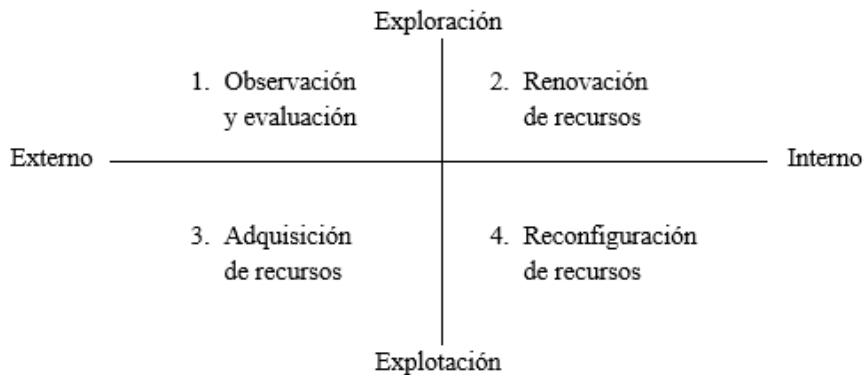 Exploración
1. Observación
y evaluación
2. Renovación
de recursos
Externo
Interno
3. Adquisición
de recursos
4. Reconfiguración
de recursos
Explotación